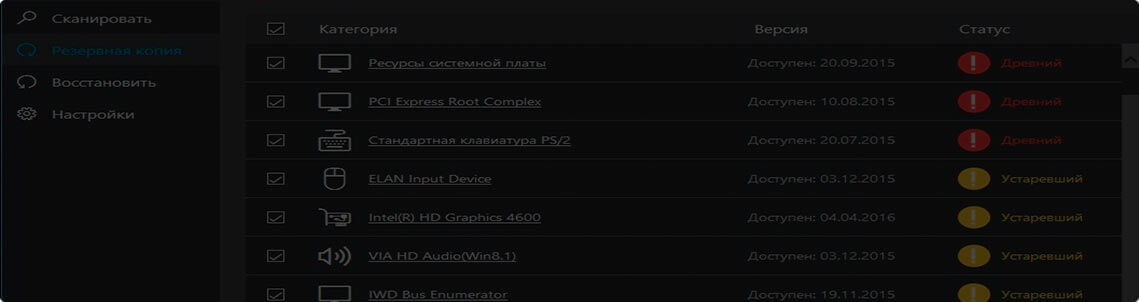 Сканировать
Резервная копия
Восстановить
Настройки
Категория Версия Статус
Ресурсы системной платы Доступен: 20.09.2015 Древний
PCI Express Root Complex Доступен: 10.08.2015 Древний
Стандартная клавиатура PS/2 Доступен: 20.07.2015 Древний
ELAN Input Device Доступен: 03.12.2015 Устаревший
Intel(R) HD Graphics 4600 Доступен: 04.04.2016 Устаревший
VIA HD Audio(Win8.1) Доступен: 03.12.2015 Устаревший
IWD Bus Enumerator Доступен: 19.11.2015 Устаревший